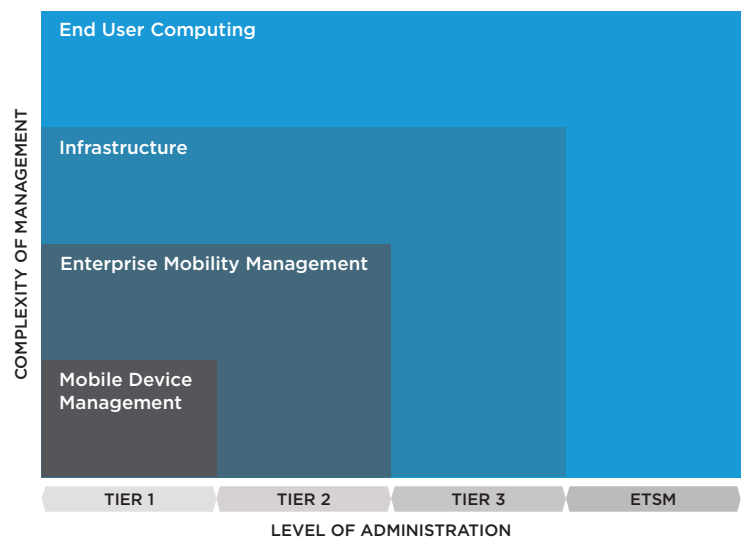 End User Computing
Infrastructure
Enterprise Mobility Management
Mobile Device
Management
COMPLEXITY OF MANAGEMENT
TIER 1
TIER 2
TIER 3
ETSM
LEVEL OF ADMINISTRATION